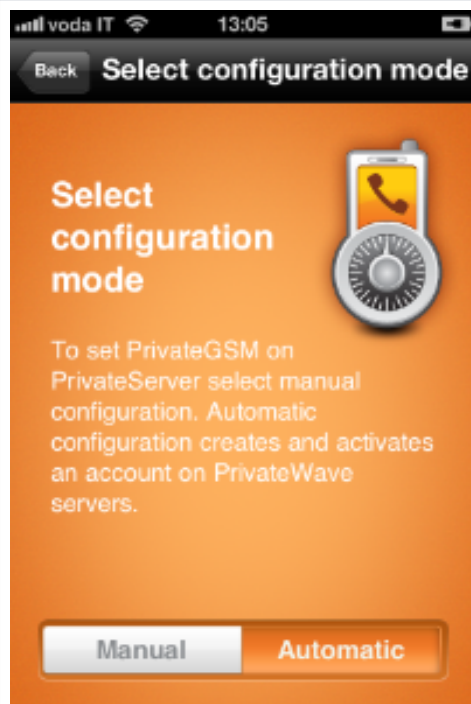 voda IT 13:05
Back Select configuration mode
Select
configuration
mode
To set PrivateGSM on
PrivateServer select manual
configuration. Automatic
configuration creates and activates
an account on PrivateWave
servers.
Manual Automatic